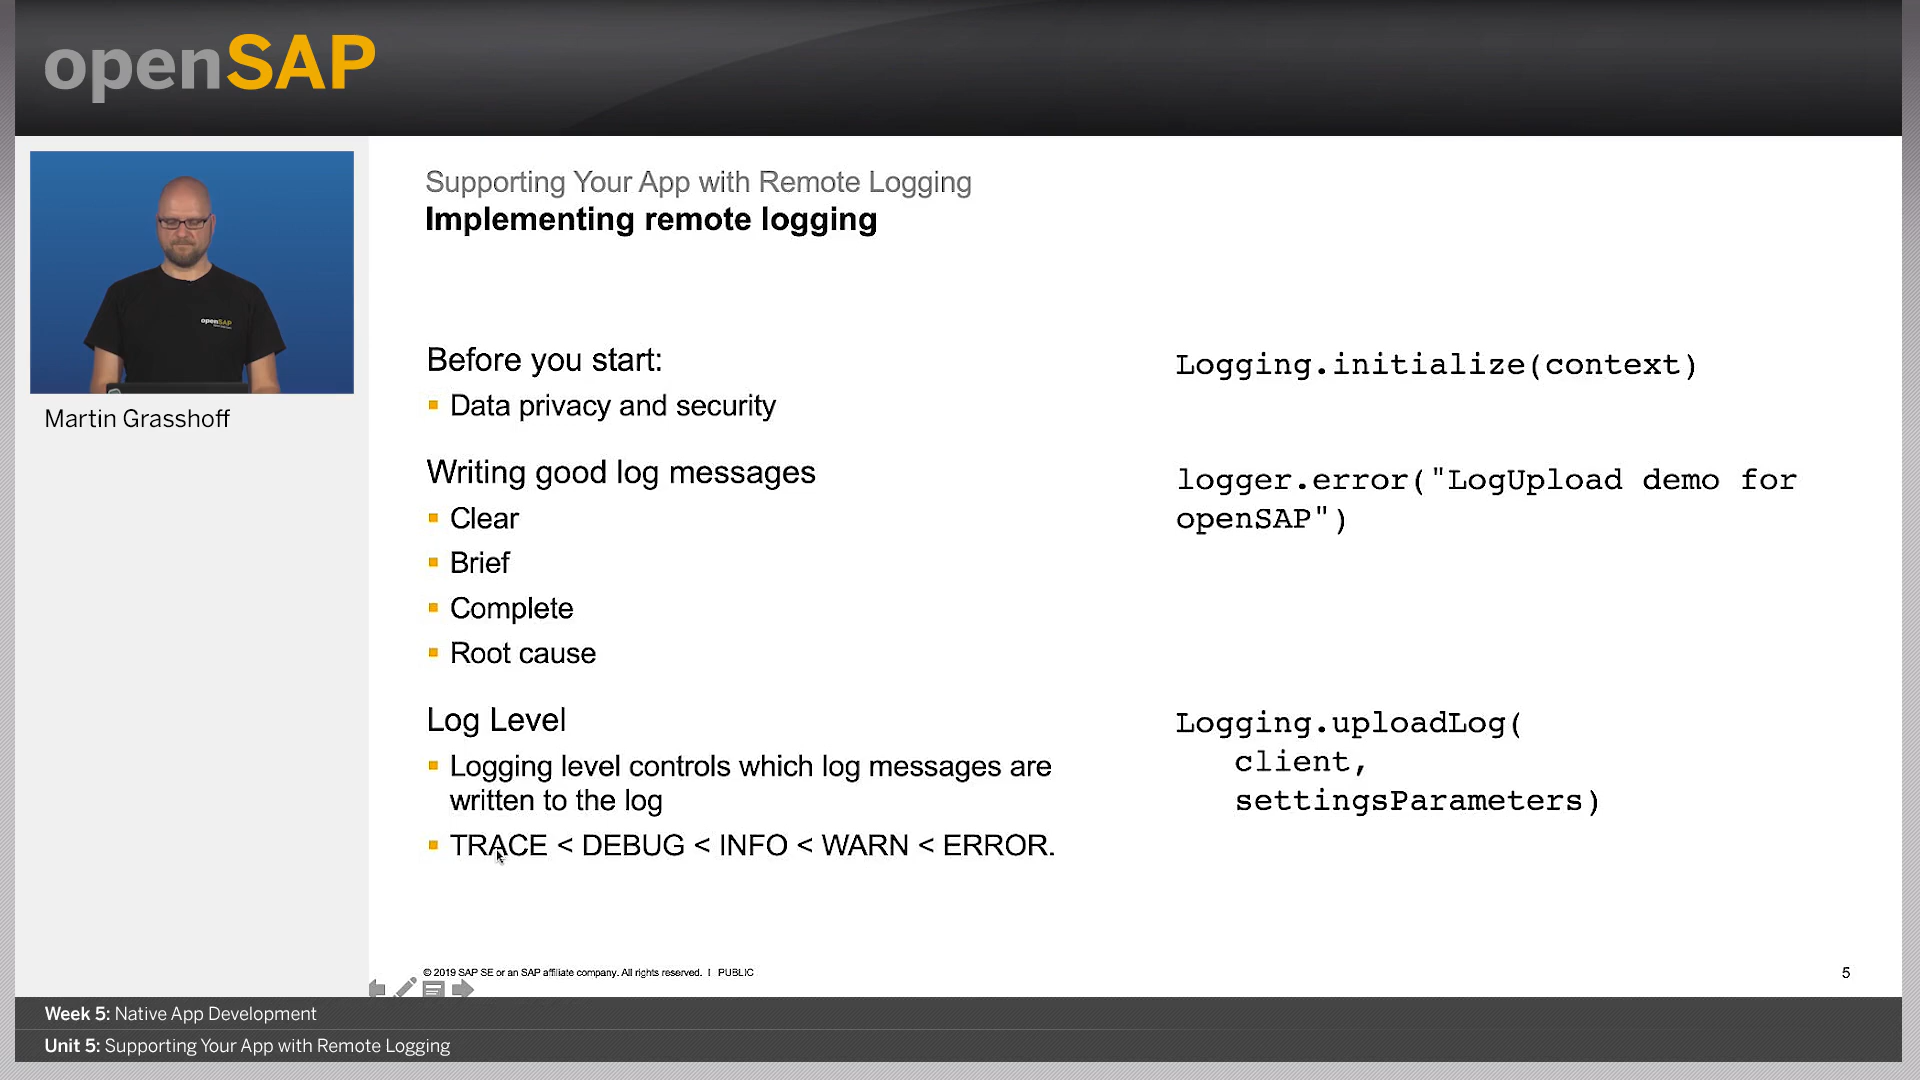 openSAP
openSAP
Martin Grasshoff
Supporting Your App with Remote Logging
Implementing remote logging
Before you start:
Data privacy and security
Writing good log messages
Clear
Brief
Complete
Root cause
Log Level
Logging level controls which log messages are
written to the log
TRACE < DEBUG < INFO < WARN < ERROR.
Logging.initialize(context)
logger.error("LogUpload demo for
openSAP")
Logging.uploadLog(
client,
settingsParameters)
© 2019 SAP SE or an SAP affiliate company. All rights reserved. I PUBLIC
5
Week 5: Native App Development
Unit 5: Supporting Your App with Remote Logging